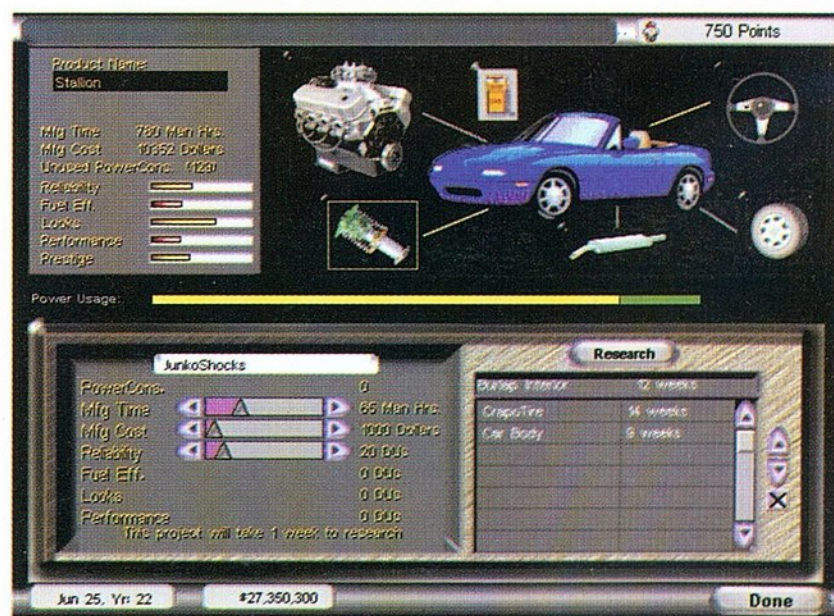 750 Points
Product Name:
Stallion
Mfg Time 780 Man Hrs.
Mfg Cost 10352 Dollars
Unused PowerCons. (129)
Reliability
Fuel Eff.
Looks
Performance
Prestige
Power Usage:
JunkoShocks
PowerCons. 0
Mfg Time 65 Man Hrs.
Mfg Cost 1000 Dollars
Reliability 20 DUs
Fuel Eff. 0 DUs
Looks 0 DUs
Performance 0 DUs
This project will take 1 week to research
Research
Burlap Interior 12 weeks
CrapoTire 14 weeks
Car Body 9 weeks
Jun 25, Yr: 22 $27,350,300 Done